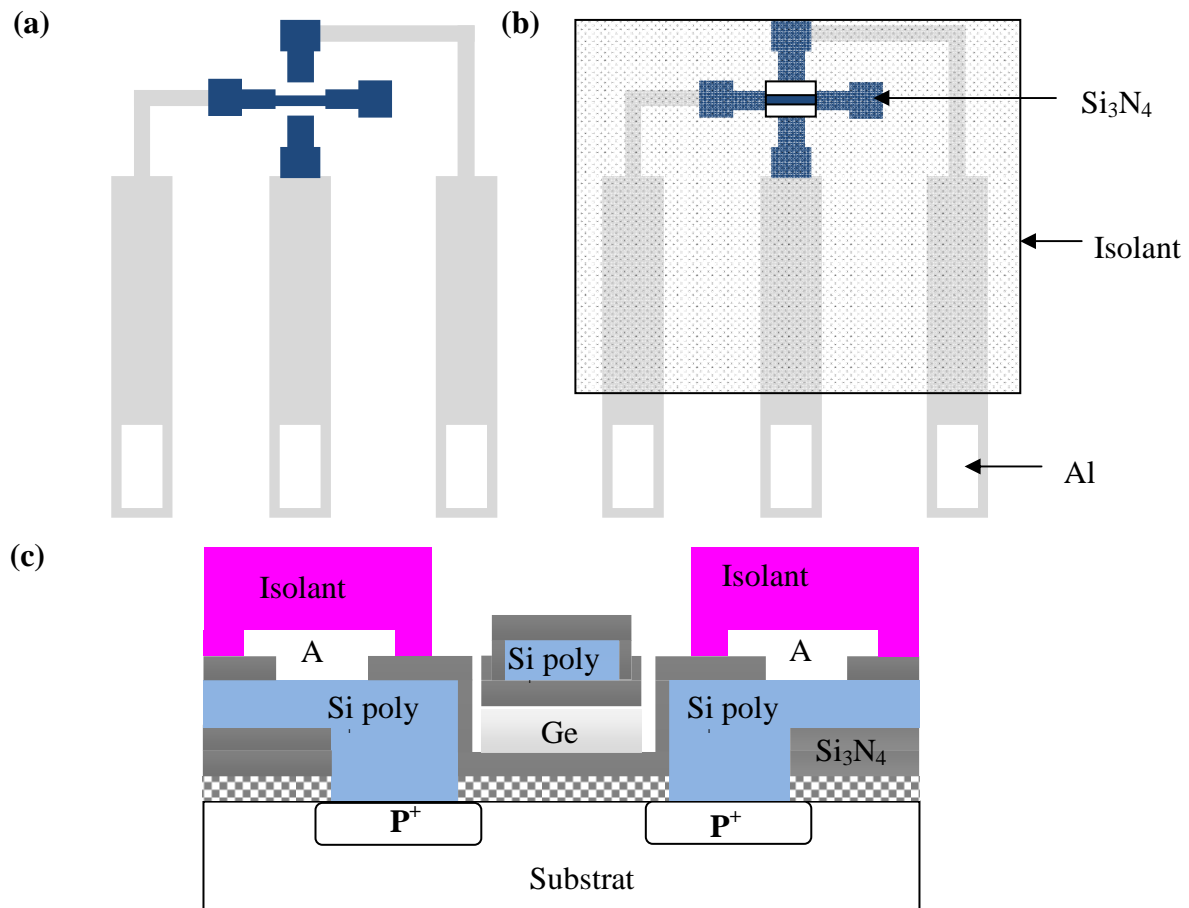 (a)
(b)
Si₃N₄
Isolant
Al
(c)
Isolant
Isolant
A
Si poly
A
Si poly
Si poly
Ge
Si₃N₄
P⁺
P⁺
Substrat